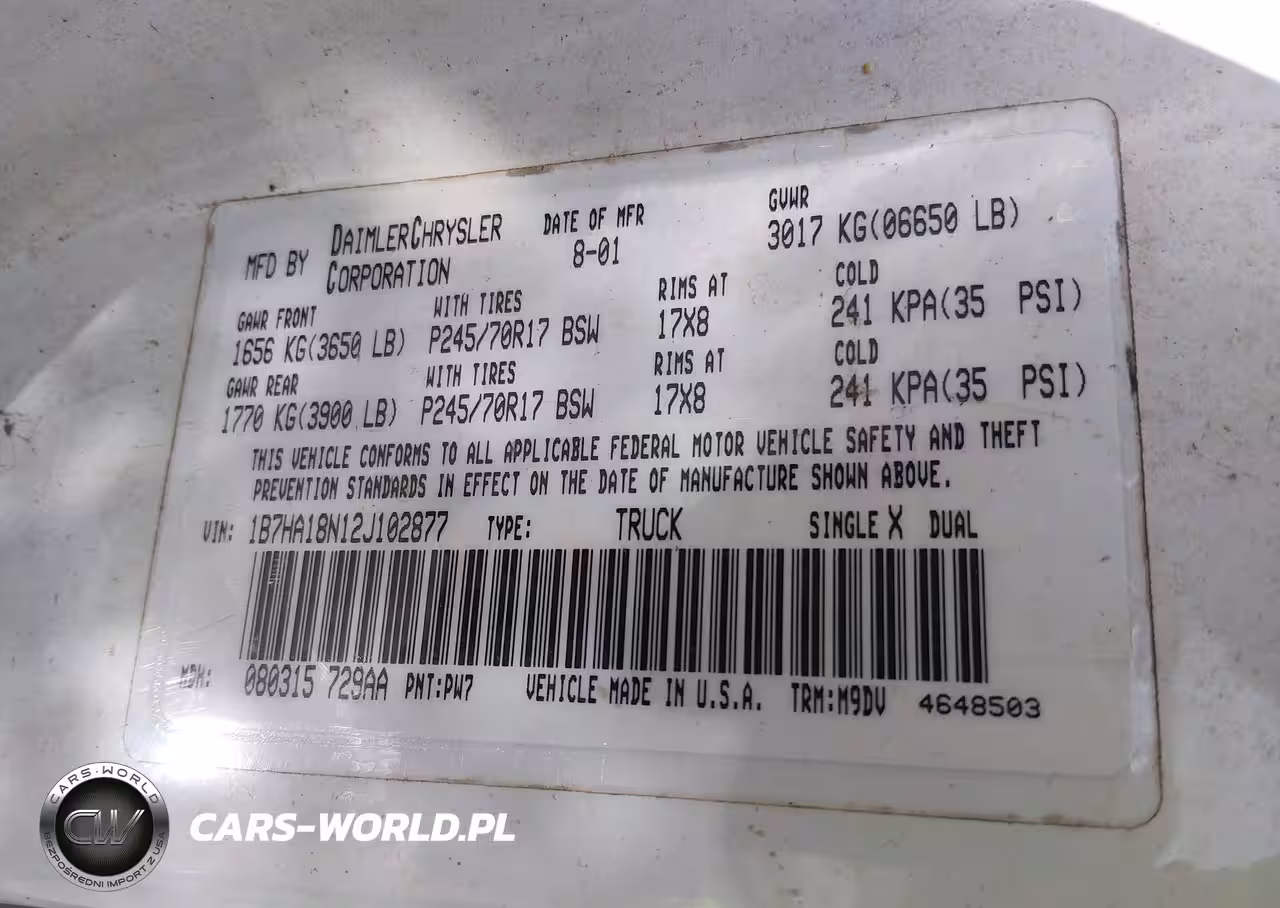 MFD BY DAIMLERCHRYSLER CORPORATION
DATE OF MFR
8-01
GVWR
3017 KG(06650 LB)
GAWR FRONT
WITH TIRES
RIMS AT
COLD
1656 KG(3650 LB) P245/70R17 BSW 17X8 241 KPA(35 PSI)
GAWR REAR
WITH TIRES
RIMS AT
COLD
1770 KG(3900 LB) P245/70R17 BSW 17X8 241 KPA(35 PSI)
THIS VEHICLE CONFORMS TO ALL APPLICABLE FEDERAL MOTOR VEHICLE SAFETY AND THEFT
PREVENTION STANDARDS IN EFFECT ON THE DATE OF MANUFACTURE SHOWN ABOVE.
VIN: 1B7HA18N12J102877 TYPE: TRUCK SINGLE X DUAL
MDH: 080315 729AA PNT:PW7 VEHICLE MADE IN U.S.A. TRM:M9DV 4648503
CARS-WORLD
CW
BEZPOŚREDNI IMPORT Z USA
CARS-WORLD.PL